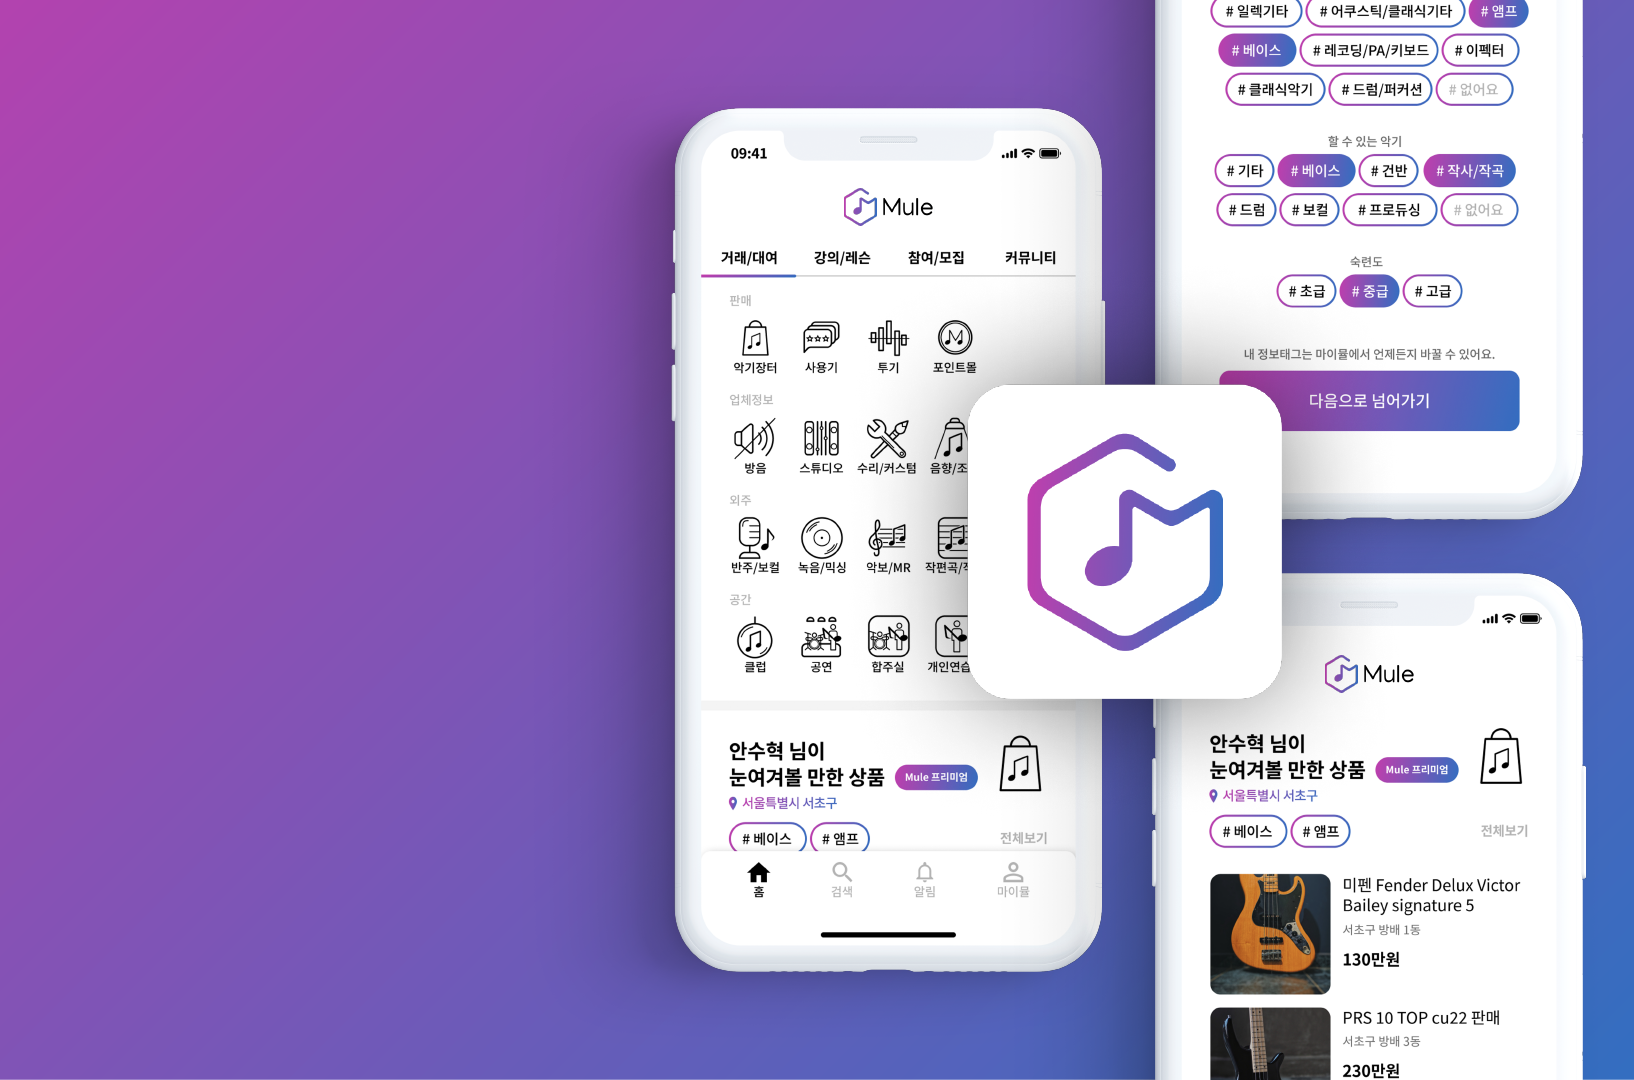 09:41
Mule
거래/대여 강의/레슨 참여/모집 커뮤니티
판매
악기장터 사용기 투기 포인트몰
업체정보
방음 스튜디오 수리/커스텀 음향/조
외주
반주/보컬 녹음/믹싱 악보/MR 작편곡/
공간
클럽 공연 합주실 개인연습
안수혁 님이
눈여겨볼 만한 상품 Mule 프리미엄
서울특별시 서초구
# 베이스 # 앰프 전체보기
홈 검색 알림 마이뮬
# 일렉기타 # 어쿠스틱/클래식기타 # 앰프
# 베이스 # 레코딩/PA/키보드 # 이펙터
# 클래식악기 # 드럼/퍼커션 # 없어요
할 수 있는 악기
# 기타 # 베이스 # 건반 # 작사/작곡
# 드럼 # 보컬 # 프로듀싱 # 없어요
숙련도
# 초급 # 중급 # 고급
내 정보태그는 마이뮬에서 언제든지 바꿀 수 있어요.
다음으로 넘어가기
Mule
안수혁 님이
눈여겨볼 만한 상품 Mule 프리미엄
서울특별시 서초구
# 베이스 # 앰프 전체보기
미펜 Fender Delux Victor
Bailey signature 5
서초구 방배 1동
130만원
PRS 10 TOP cu22 판매
서초구 방배 3동
230만원